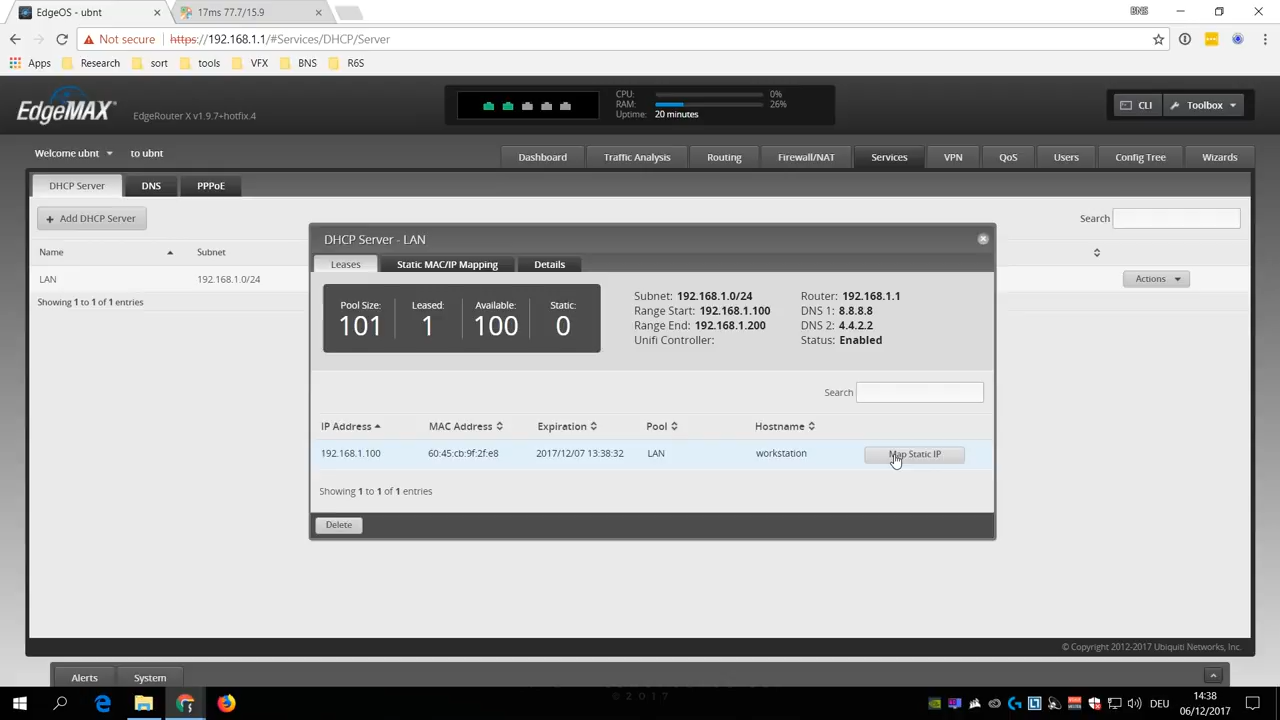 EdgeOS - ubnt
17ms 77.7/15.9
BNS
Not secure
https://192.168.1.1/#Services/DHCP/Server
Apps
Research
sort
tools
VFX
BNS
R6S
EdgeMAX
EdgeRouter X v1.9.7+hotfix.4
CPU:
0%
RAM:
26%
Uptime:
20 minutes
CLI
Toolbox
Welcome ubnt
to ubnt
Dashboard
Traffic Analysis
Routing
Firewall/NAT
Services
VPN
QoS
Users
Config Tree
Wizards
DHCP Server
DNS
PPPoE
+ Add DHCP Server
Search
Name
Subnet
LAN
192.168.1.0/24
Actions
Showing 1 to 1 of 1 entries
DHCP Server - LAN
Leases
Static MAC/IP Mapping
Details
Pool Size:
101
Leased:
1
Available:
100
Static:
0
Subnet: 192.168.1.0/24
Range Start: 192.168.1.100
Range End: 192.168.1.200
Unifi Controller:
Router: 192.168.1.1
DNS 1: 8.8.8.8
DNS 2: 4.4.2.2
Status: Enabled
Search
IP Address
MAC Address
Expiration
Pool
Hostname
192.168.1.100
60:45:cb:9f:2f:e8
2017/12/07 13:38:32
LAN
workstation
Map Static IP
Showing 1 to 1 of 1 entries
Delete
© Copyright 2012-2017 Ubiquiti Networks, Inc.
Alerts
System
© 2017
DEU
14:38
06/12/2017